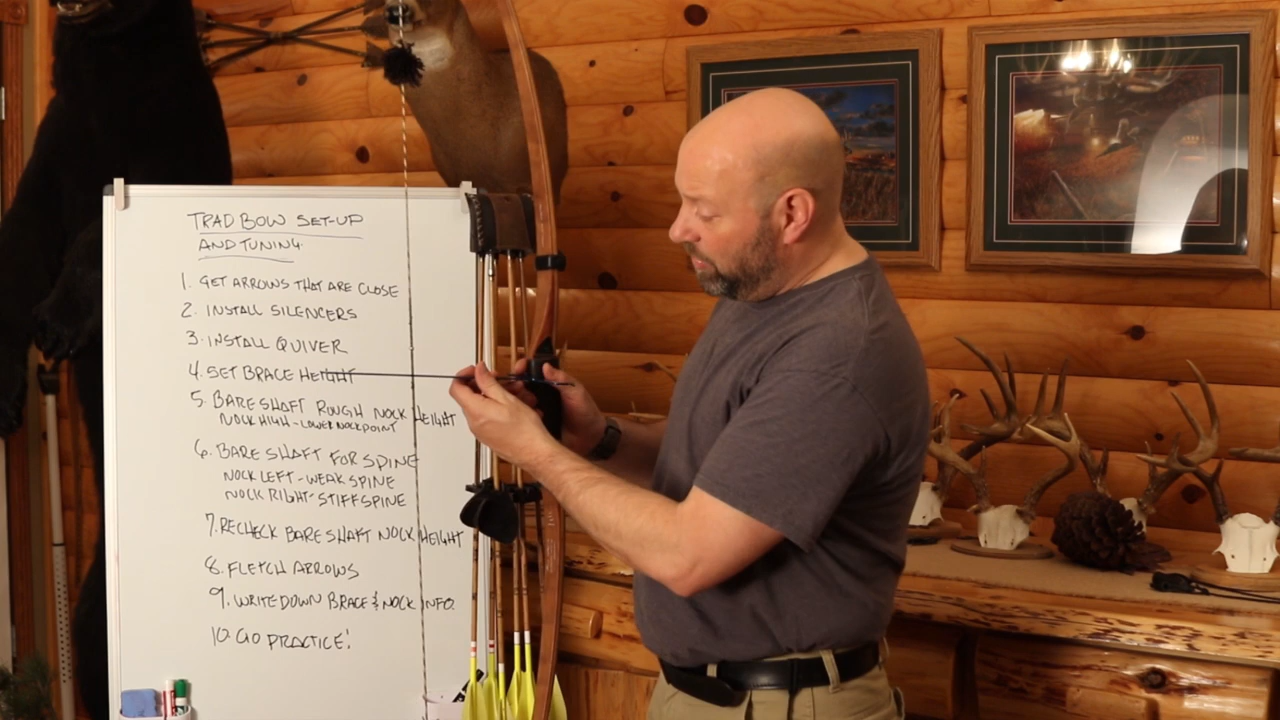 TRAD BOW SET-UP
AND TUNING.
1. GET ARROWS THAT ARE CLOSE
2. INSTALL SILENCERS
3. INSTALL QUIVER
4. SET BRACE HEIGHT
5. BARE SHAFT ROUGH NOCK HEIGHT
NOCK HIGH - LOWER NOCK POINT
6. BARE SHAFT FOR SPINE
NOCK LEFT - WEAK SPINE
NOCK RIGHT - STIFF SPINE
7. RECHECK BARE SHAFT NOCK HEIGHT
8. FLETCH ARROWS
9. WRITE DOWN BRACE & NOCK INFO.
10. GO PRACTICE!